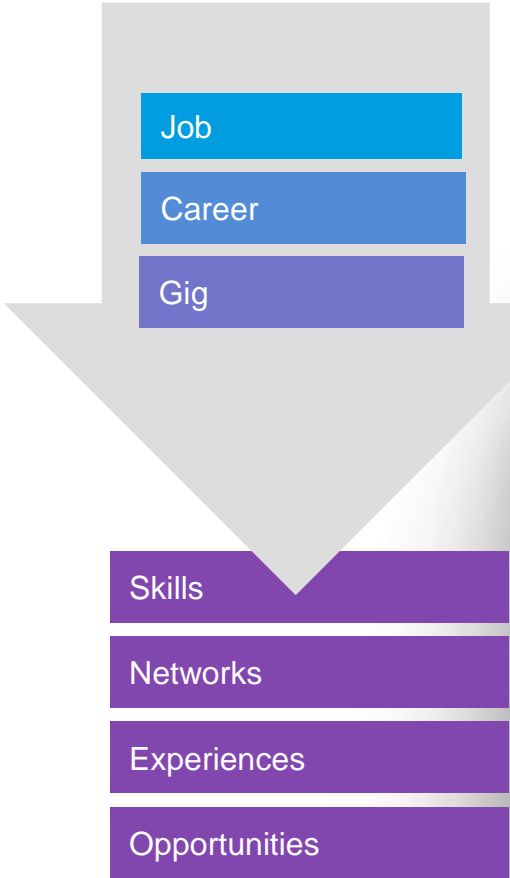 Job
Career
Gig
Skills
Networks
Experiences
Opportunities